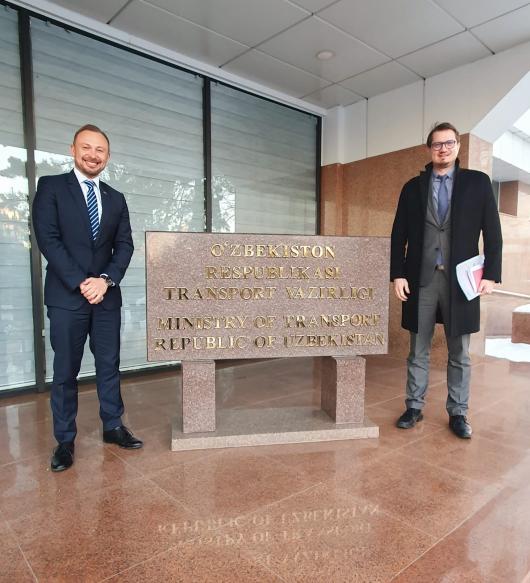 O'ZBEKISTON
RESPUBLIKASI
TRANSPORT VAZIRLIGI
MINISTRY OF TRANSPORT
REPUBLIC OF UZBEKISTAN